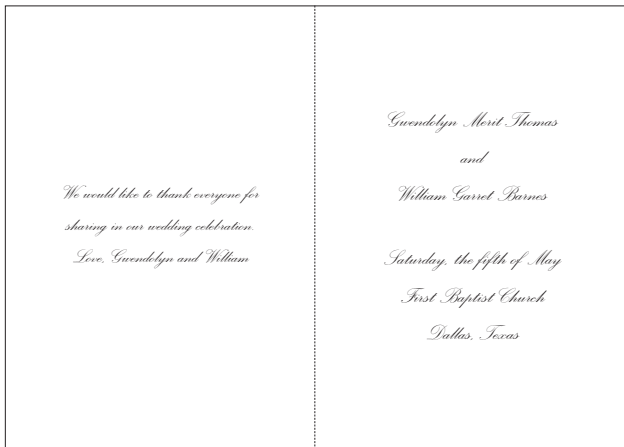 We would like to thank everyone for
sharing in our wedding celebration.
Love, Gwendolyn and William
Gwendolyn Merit Thomas
and
William Garret Barnes
Saturday, the fifth of May
First Baptist Church
Dallas, Texas